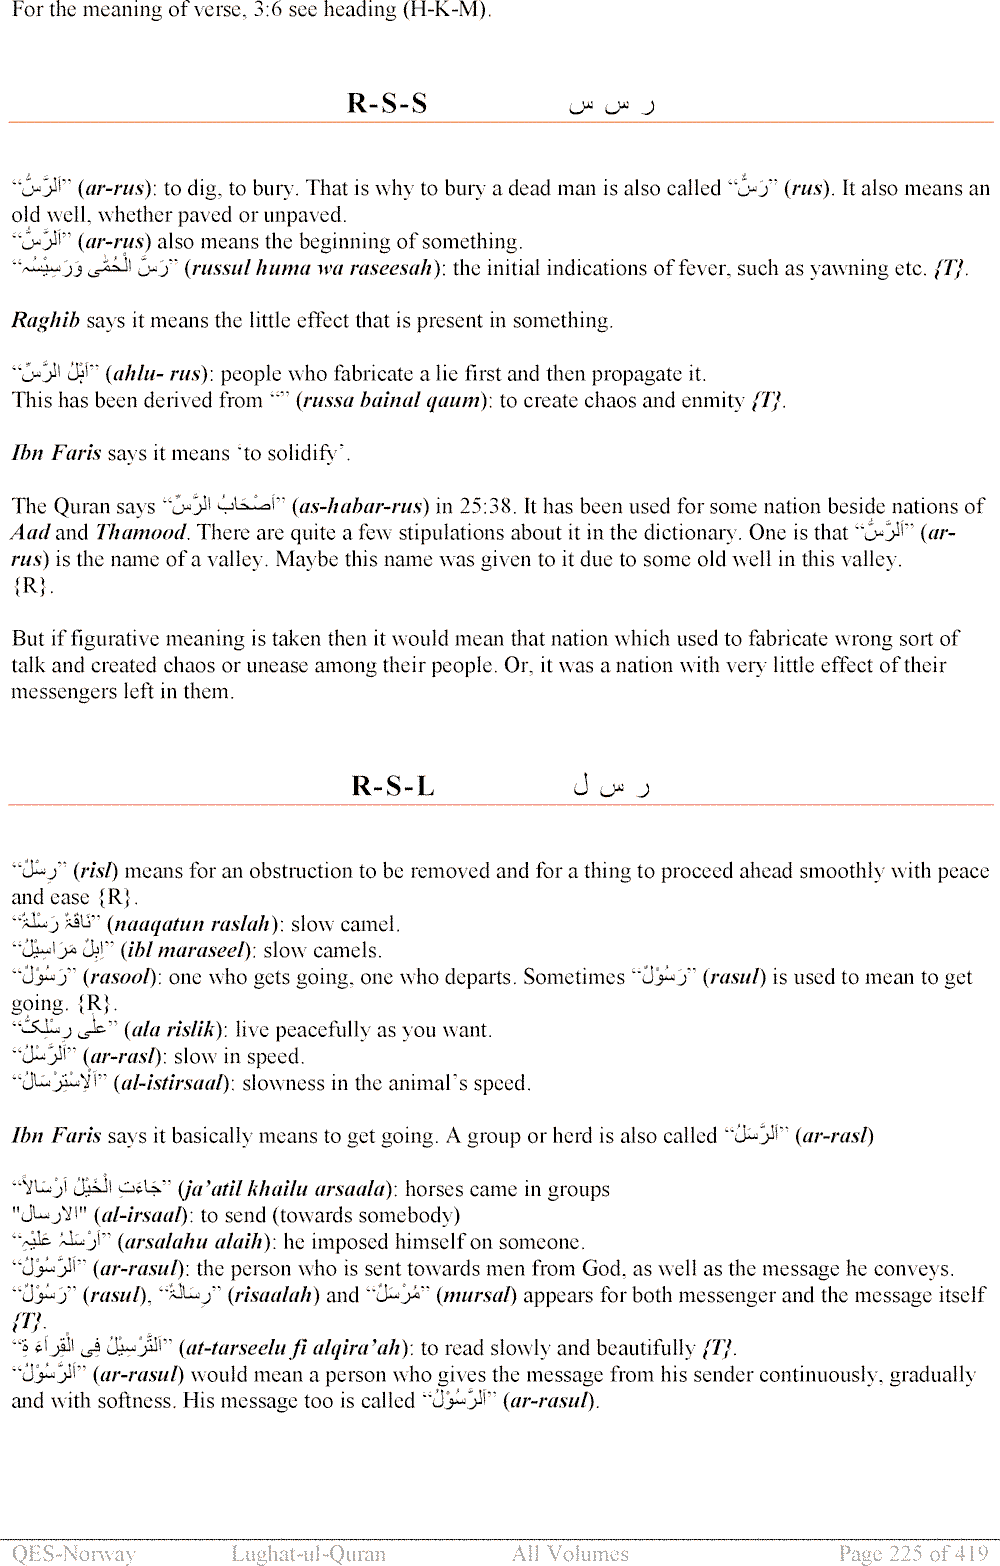 For the meaning of verse, 3:6 see heading (H-K-M).
R-S-S ر س س
“اَلرَّسُّ” (ar-rus): to dig, to bury. That is why to bury a dead man is also called “رَسٌّ” (rus). It also means an
old well, whether paved or unpaved.
“اَلرَّسُّ” (ar-rus) also means the beginning of something.
“رَسَّ الْحُمّٰى وَرَسِيْسُہ” (russul huma wa raseesah): the initial indications of fever, such as yawning etc. {T}.
Raghib says it means the little effect that is present in something.
“اَہْلُ الرَّسِّ” (ahlu- rus): people who fabricate a lie first and then propagate it.
This has been derived from “” (russa bainal qaum): to create chaos and enmity {T}.
Ibn Faris says it means ‘to solidify’.
The Quran says “اَصْحَابُ الرَّسِّ” (as-habar-rus) in 25:38. It has been used for some nation beside nations of
Aad and Thamood. There are quite a few stipulations about it in the dictionary. One is that “اَلرَّسُّ” (ar-
rus) is the name of a valley. Maybe this name was given to it due to some old well in this valley.
{R}.
But if figurative meaning is taken then it would mean that nation which used to fabricate wrong sort of
talk and created chaos or unease among their people. Or, it was a nation with very little effect of their
messengers left in them.
R-S-L ر س ل
“رِسْلٌ” (risl) means for an obstruction to be removed and for a thing to proceed ahead smoothly with peace
and ease {R}.
“نَاقَۃٌ رَسْلَۃٌ” (naaqatun raslah): slow camel.
“اِبِلٌ مَرَاسِيْلُ” (ibl maraseel): slow camels.
“رَسُوْلٌ” (rasool): one who gets going, one who departs. Sometimes “رَسُوْلٌ” (rasul) is used to mean to get
going. {R}.
“عَلٰى رِسْلِکَ” (ala rislik): live peacefully as you want.
“اَلرَّسْلُ” (ar-rasl): slow in speed.
“اَلْاِسْتِرْسَالُ” (al-istirsaal): slowness in the animal’s speed.
Ibn Faris says it basically means to get going. A group or herd is also called “اَلرَّسَلُ” (ar-rasl)
“جَاءَتِ الْخَيْلُ اَرْسَالاً” (ja’atil khailu arsaala): horses came in groups
"الارسال" (al-irsaal): to send (towards somebody)
“اَرْسَلَہٗ عَلَيْہِ” (arsalahu alaih): he imposed himself on someone.
“اَلرَّسُوْلُ” (ar-rasul): the person who is sent towards men from God, as well as the message he conveys.
“رَسُوْلٌ” (rasul), “رِسَالَۃٌ” (risaalah) and “مُرْسَلٌ” (mursal) appears for both messenger and the message itself
{T}.
“اَلتَّرْسِيْلُ فِى الْقِرَآءَ ۃِ” (at-tarseelu fi alqira’ah): to read slowly and beautifully {T}.
“اَلرَّسُوْلُ” (ar-rasul) would mean a person who gives the message from his sender continuously, gradually
and with softness. His message too is called “اَلرَّسُوْلُ” (ar-rasul).
QES-Norway Lughat-ul-Quran All Volumes Page 225 of 419